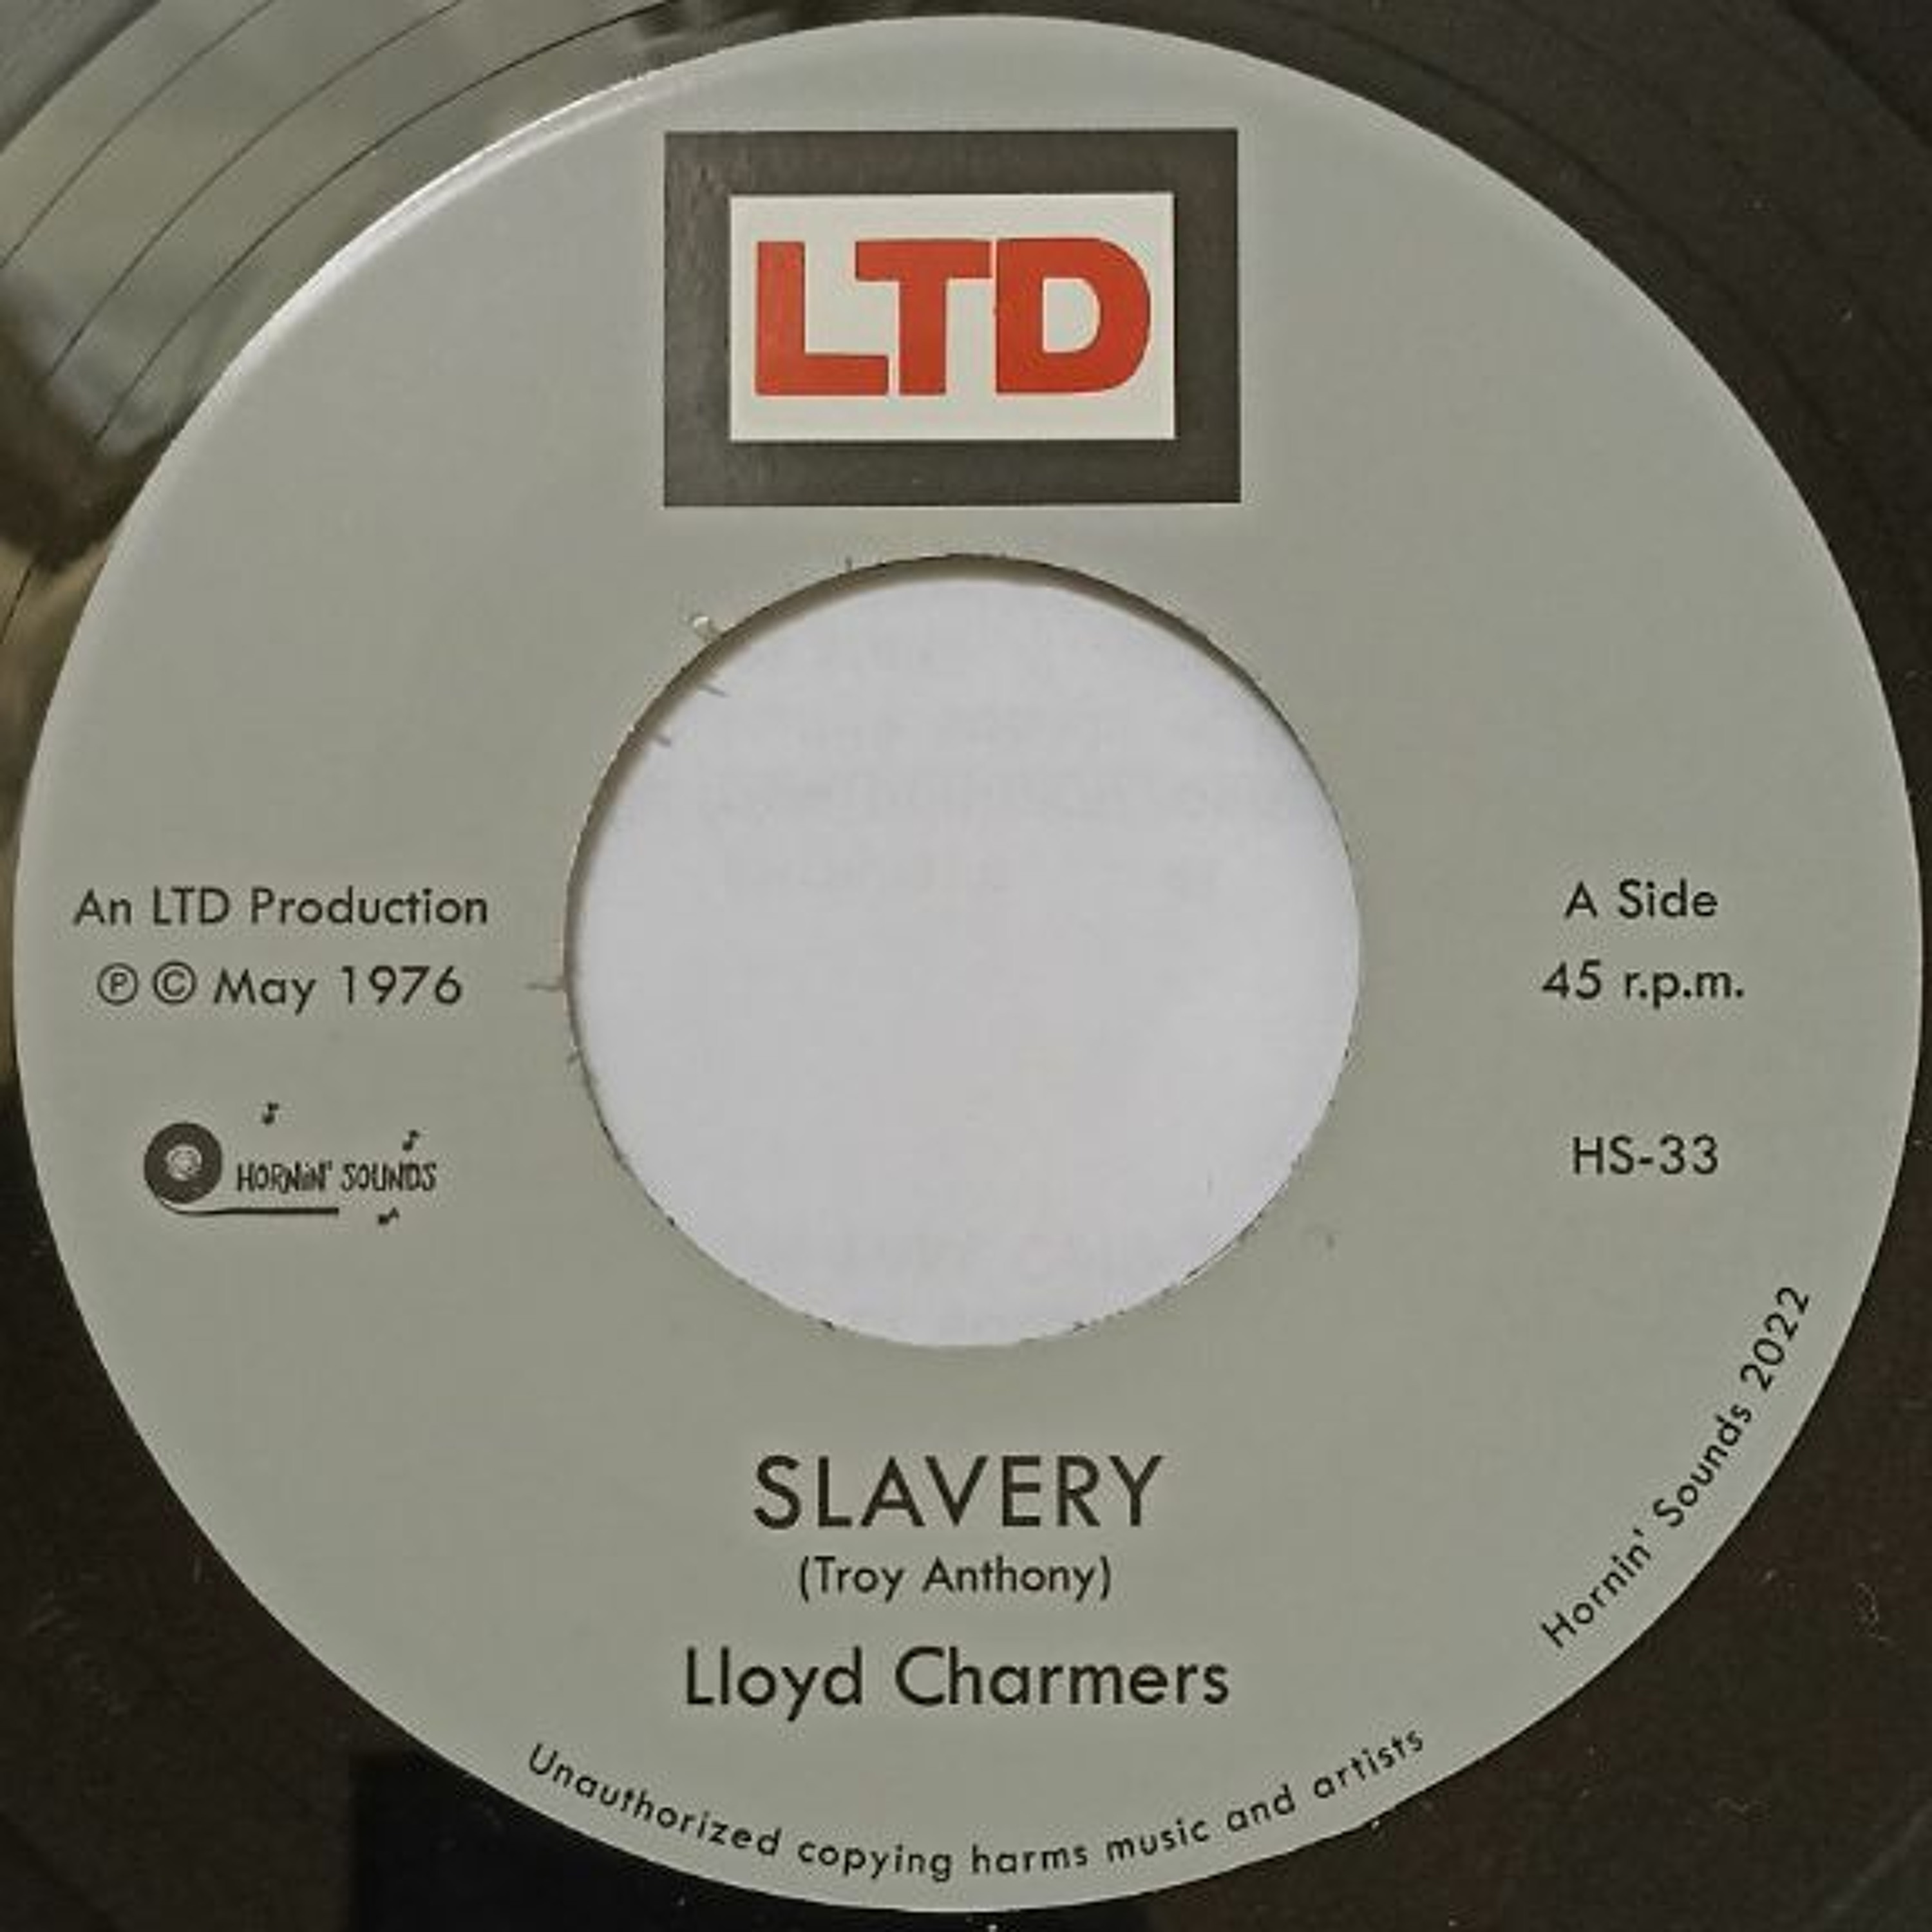 LTD
An LTD Production
℗ © May 1976
HORNIN' SOUNDS
A Side
45 r.p.m.
HS-33
SLAVERY
(Troy Anthony)
Lloyd Charmers
Hornin' Sounds 2022
Unauthorized copying harms music and artists